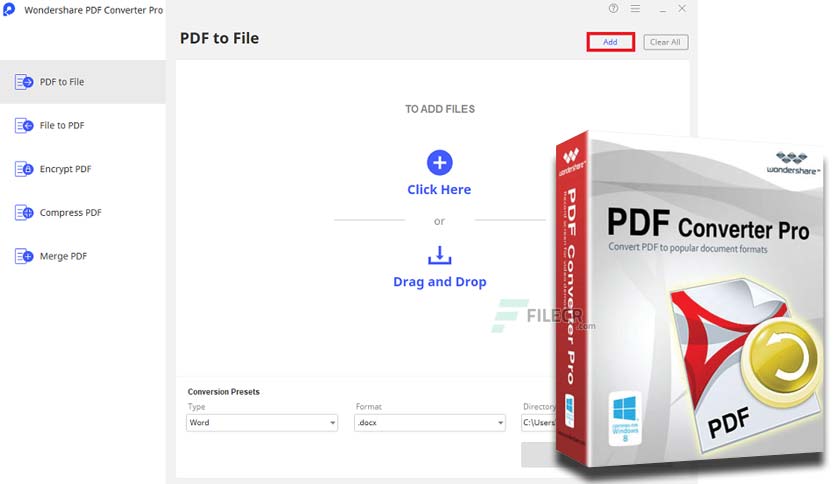 Wondershare PDF Converter Pro
PDF to File
Add
Clear All
PDF to File
File to PDF
Encrypt PDF
Compress PDF
Merge PDF
TO ADD FILES
Click Here
or
Drag and Drop
FILECR
.com
Conversion Presets
Type
Format
Directory
Word
.docx
C:\Users\
wondershare™
PDF Converter Pro
wondershare™
PDF Converter Pro
Convert PDF to popular document formats
PDF
Windows
8